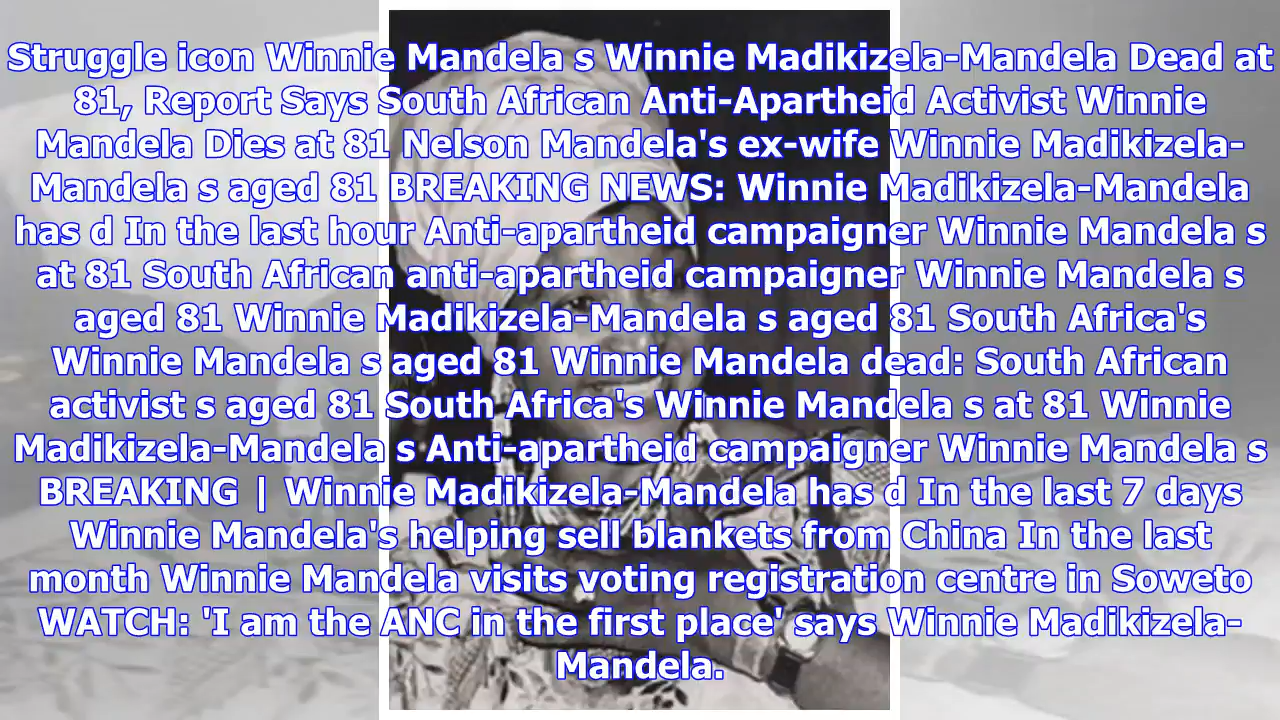 Struggle icon Winnie Mandela s Winnie Madikizela-Mandela Dead at
81, Report Says South African Anti-Apartheid Activist Winnie
Mandela Dies at 81 Nelson Mandela's ex-wife Winnie Madikizela-
Mandela s aged 81 BREAKING NEWS: Winnie Madikizela-Mandela
has d In the last hour Anti-apartheid campaigner Winnie Mandela s
at 81 South African anti-apartheid campaigner Winnie Mandela s
aged 81 Winnie Madikizela-Mandela s aged 81 South Africa's
Winnie Mandela s aged 81 Winnie Mandela dead: South African
activist s aged 81 South Africa's Winnie Mandela s at 81 Winnie
Madikizela-Mandela s Anti-apartheid campaigner Winnie Mandela s
BREAKING | Winnie Madikizela-Mandela has d In the last 7 days
Winnie Mandela's helping sell blankets from China In the last
month Winnie Mandela visits voting registration centre in Soweto
WATCH: 'I am the ANC in the first place' says Winnie Madikizela-
Mandela.